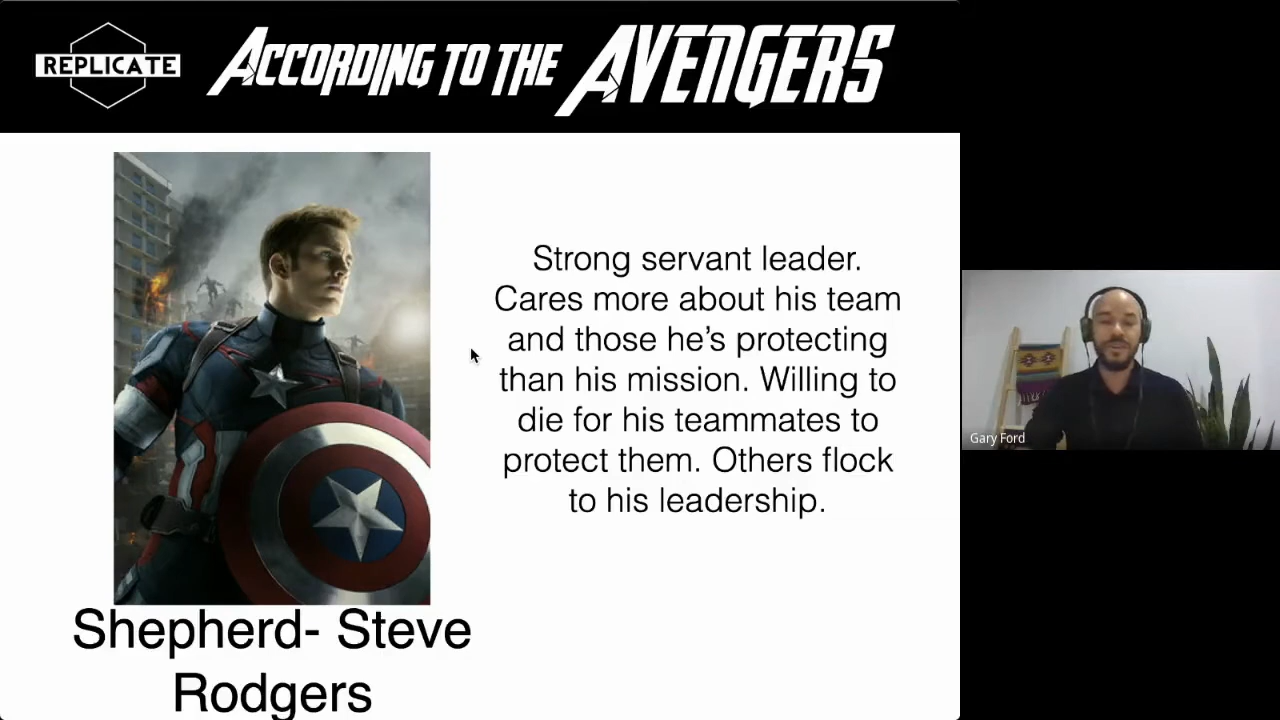 REPLICATE
ACCORDING TO THE AVENGERS
Strong servant leader.
Cares more about his team
and those he’s protecting
than his mission. Willing to
die for his teammates to
protect them. Others flock
to his leadership.
Shepherd- Steve
Rodgers
Gary Ford